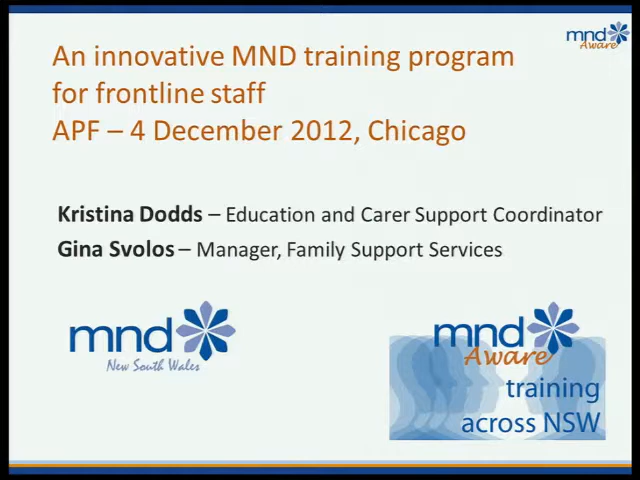 mnd
Aware
An innovative MND training program
for frontline staff
APF – 4 December 2012, Chicago
Kristina Dodds – Education and Carer Support Coordinator
Gina Svolos – Manager, Family Support Services
mnd
New South Wales
mnd
Aware
training
across NSW